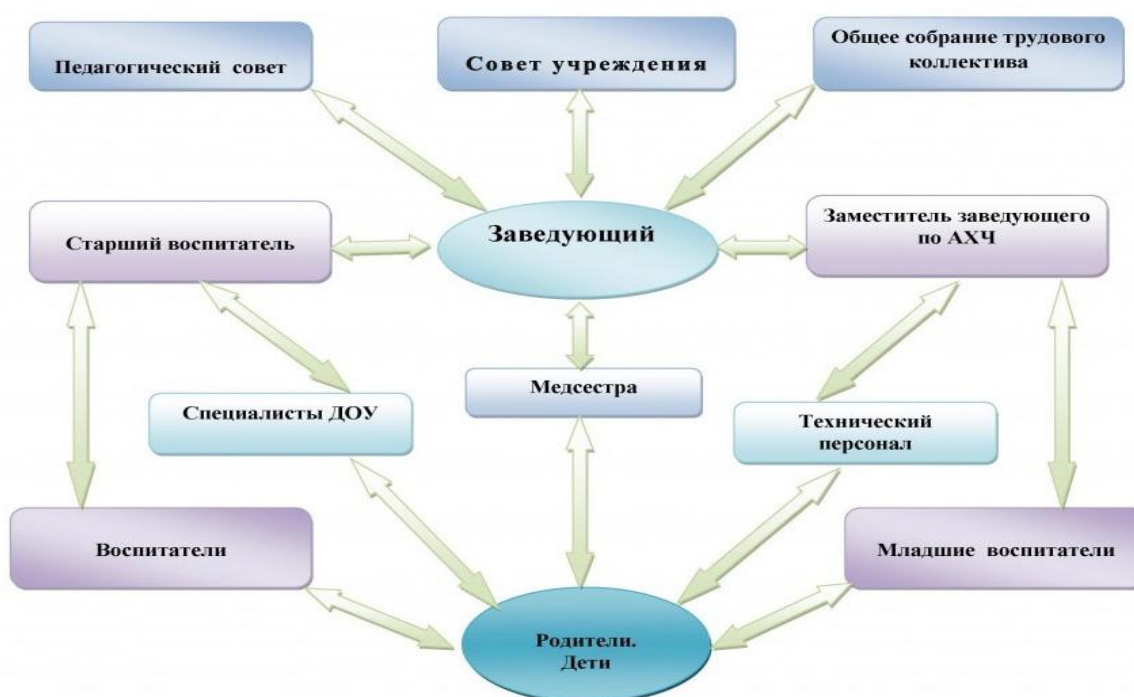 Педагогический совет
Совет учреждения
Общее собрание трудового
коллектива
Старший воспитатель
Заведующий
Заместитель заведующего
по АХЧ
Специалисты ДОУ
Медсестра
Технический
персонал
Воспитатели
Младшие воспитатели
Родители.
Дети